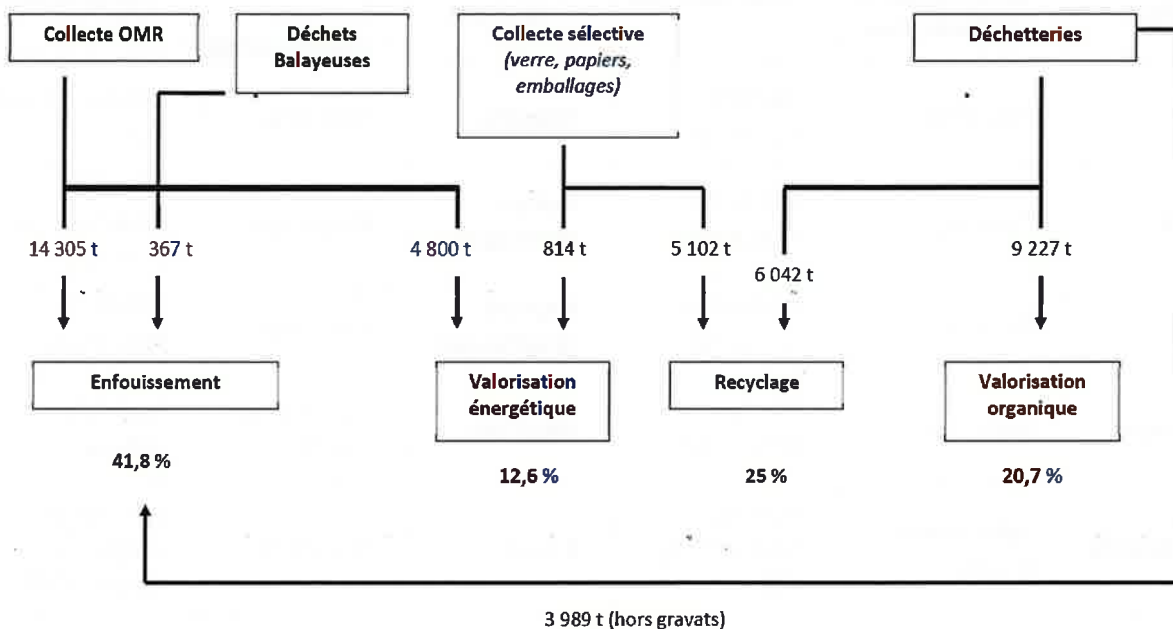 Collecte OMR
Déchets
Balayeuses
Collecte sélective
(verre, papiers,
emballages)
Déchetteries
14 305 t
367 t
4 800 t
814 t
5 102 t
6 042 t
9 227 t
Enfouissement
Valorisation
énergétique
Recyclage
Valorisation
organique
41,8 %
12,6 %
25 %
20,7 %
3 989 t (hors gravats)